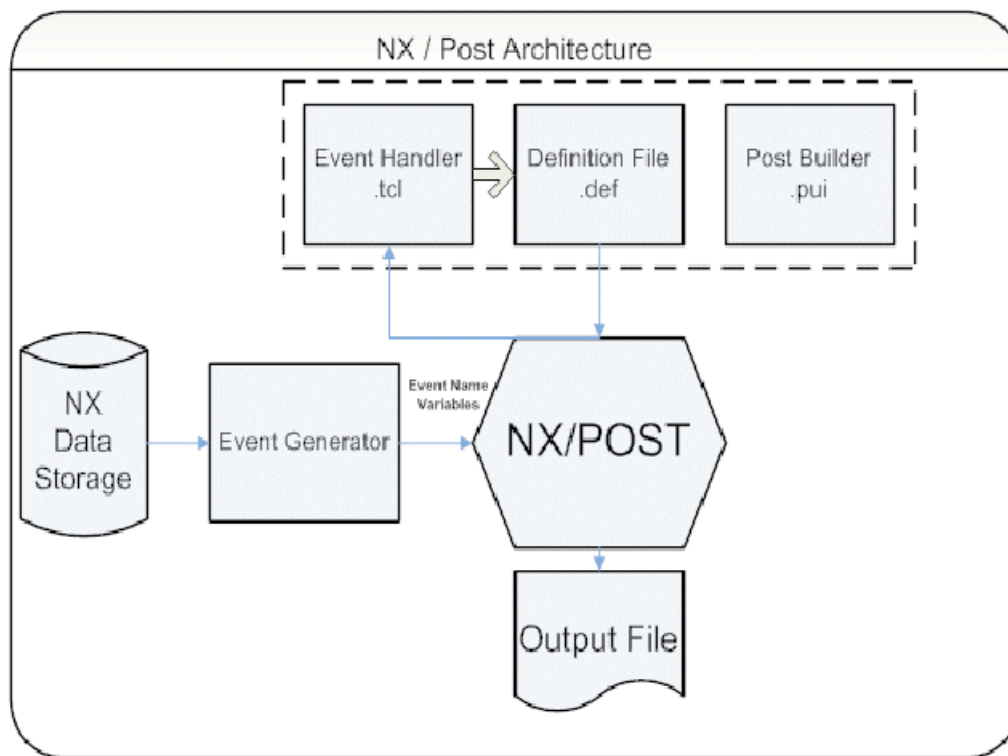 NX / Post Architecture
Event Handler
.tcl
Definition File
.def
Post Builder
.pui
NX
Data
Storage
Event Generator
Event Name
Variables
NX/POST
Output File